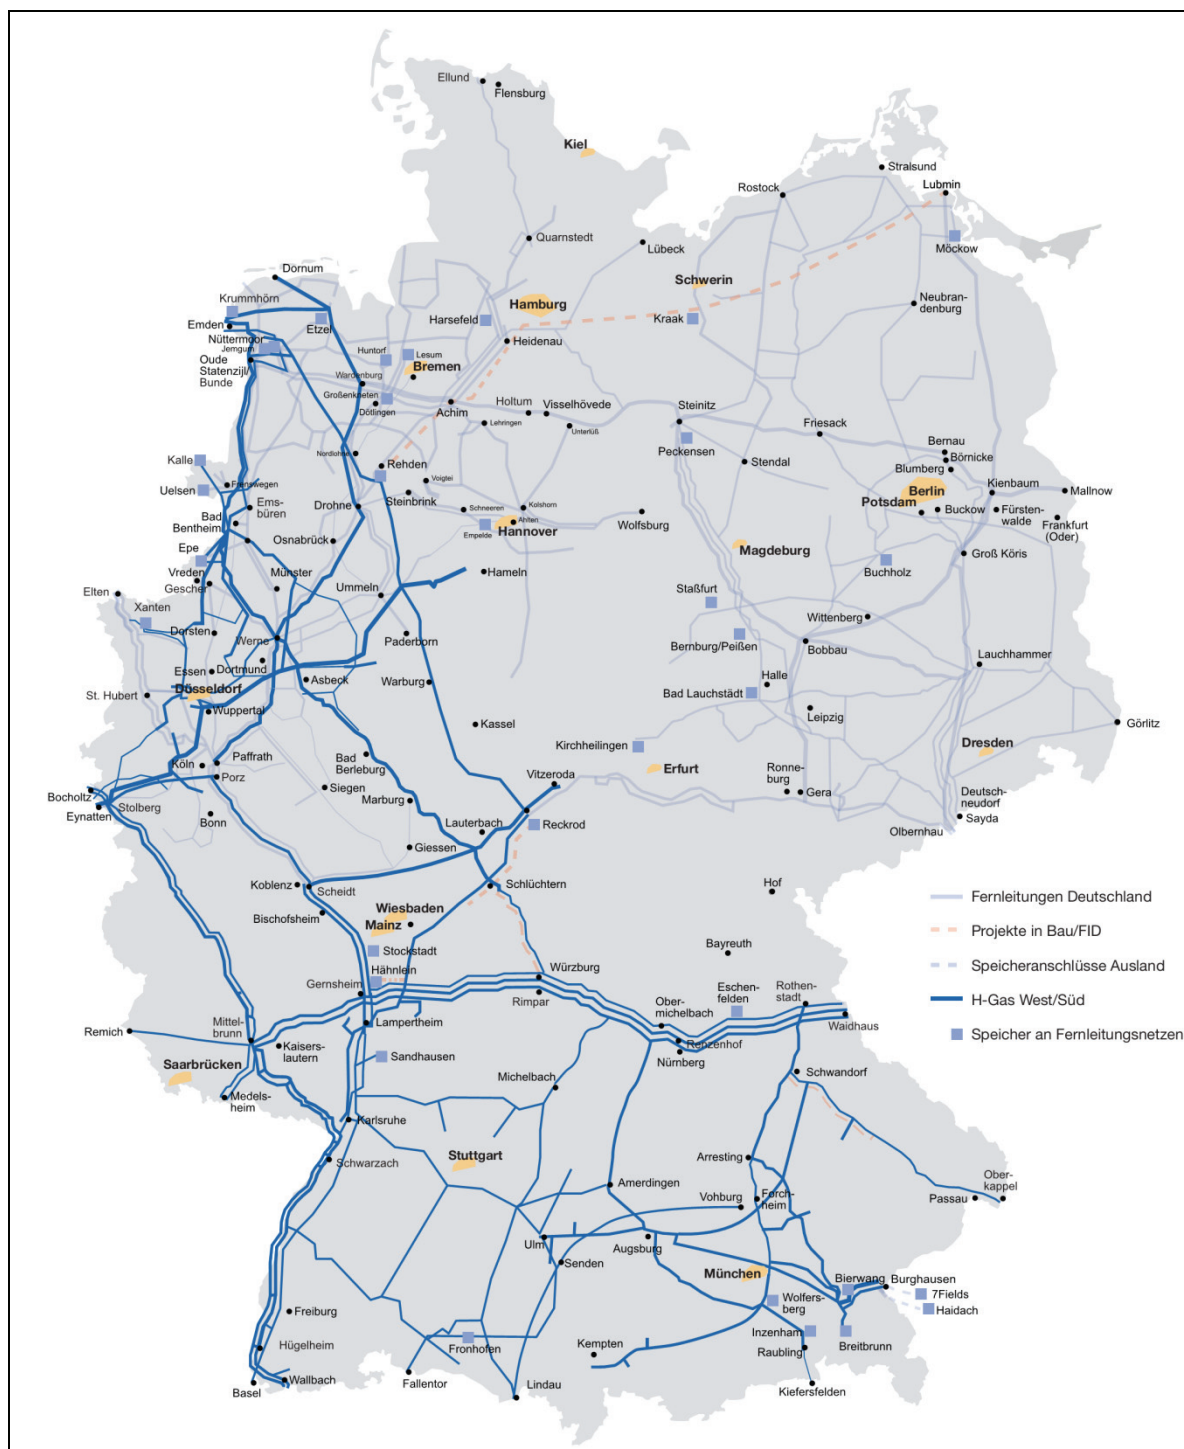 Ellund
Flensburg
Kiel
Stralsund
Lubmin
Rostock
Quarnstedt
Lübeck
Möckow
Dornum
Schwerin
Krummhörn
Hamburg
Neubran-
denburg
Emden
Etzel
Harsefeld
Kraak
Nüttermoor
Jemgum
Heidenau
Huntorf
Lesum
Oude
Statenzijl/
Bunde
Bremen
Wardenburg
Großenkneten
Dötlingen
Achim
Holtum
Visselhövede
Steinitz
Lehringen
Unterlüß
Friesack
Peckensen
Bernau
Börnicke
Nordlohne
Kalle
Rehden
Stendal
Blumberg
Voigtei
Frenswegen
Berlin
Kienbaum
Mallnow
Uelsen
Steinbrink
Potsdam
Ems-
büren
Drohne
Schneeren
Kolshorn
Wolfsburg
Buckow
Fürsten-
walde
Frankfurt
(Oder)
Bad
Bentheim
Ahlten
Hannover
Empelde
Osnabrück
Magdeburg
Groß Köris
Epe
Buchholz
Vreden
Münster
Hameln
Gescher
Elten
Ummeln
Staßfurt
Xanten
Wittenberg
Dorsten
Werne
Paderborn
Bernburg/Peißen
Bobbau
Lauchhammer
Essen
Dortmund
Asbeck
Warburg
Halle
St. Hubert
Düsseldorf
Bad Lauchstädt
Wuppertal
Leipzig
Kassel
Görlitz
Kirchheilingen
Dresden
Köln
Paffrath
Bad
Berleburg
Erfurt
Ronne-
burg
Porz
Vitzeroda
Bocholtz
Siegen
Gera
Deutsch-
neudorf
Stolberg
Marburg
Eynatten
Sayda
Bonn
Lauterbach
Reckrod
Olbernhau
Giessen
Koblenz
Scheidt
Schlüchtern
Hof
Fernleitungen Deutschland
Wiesbaden
Bischofsheim
Mainz
Projekte in Bau/FID
Stockstadt
Bayreuth
Speicheranschlüsse Ausland
Hähnlein
Würzburg
Gernsheim
Eschen-
felden
Rothen-
stadt
Rimpar
Ober-
michelbach
H-Gas West/Süd
Lampertheim
Waidhaus
Remich
Mittel-
brunn
Renzenhof
Speicher an Fernleitungsnetzen
Kaisers-
lautern
Nürnberg
Sandhausen
Saarbrücken
Schwandorf
Michelbach
Medels-
heim
Karlsruhe
Stuttgart
Arresting
Schwarzach
Ober-
kappel
Amerdingen
Passau
Vohburg
Forch-
heim
Ulm
Augsburg
Senden
München
Bierwang
Burghausen
7Fields
Wolfers-
berg
Haidach
Freiburg
Inzenham
Hügelheim
Fronhofen
Kempten
Raubling
Breitbrunn
Basel
Wallbach
Fallentor
Lindau
Kiefersfelden